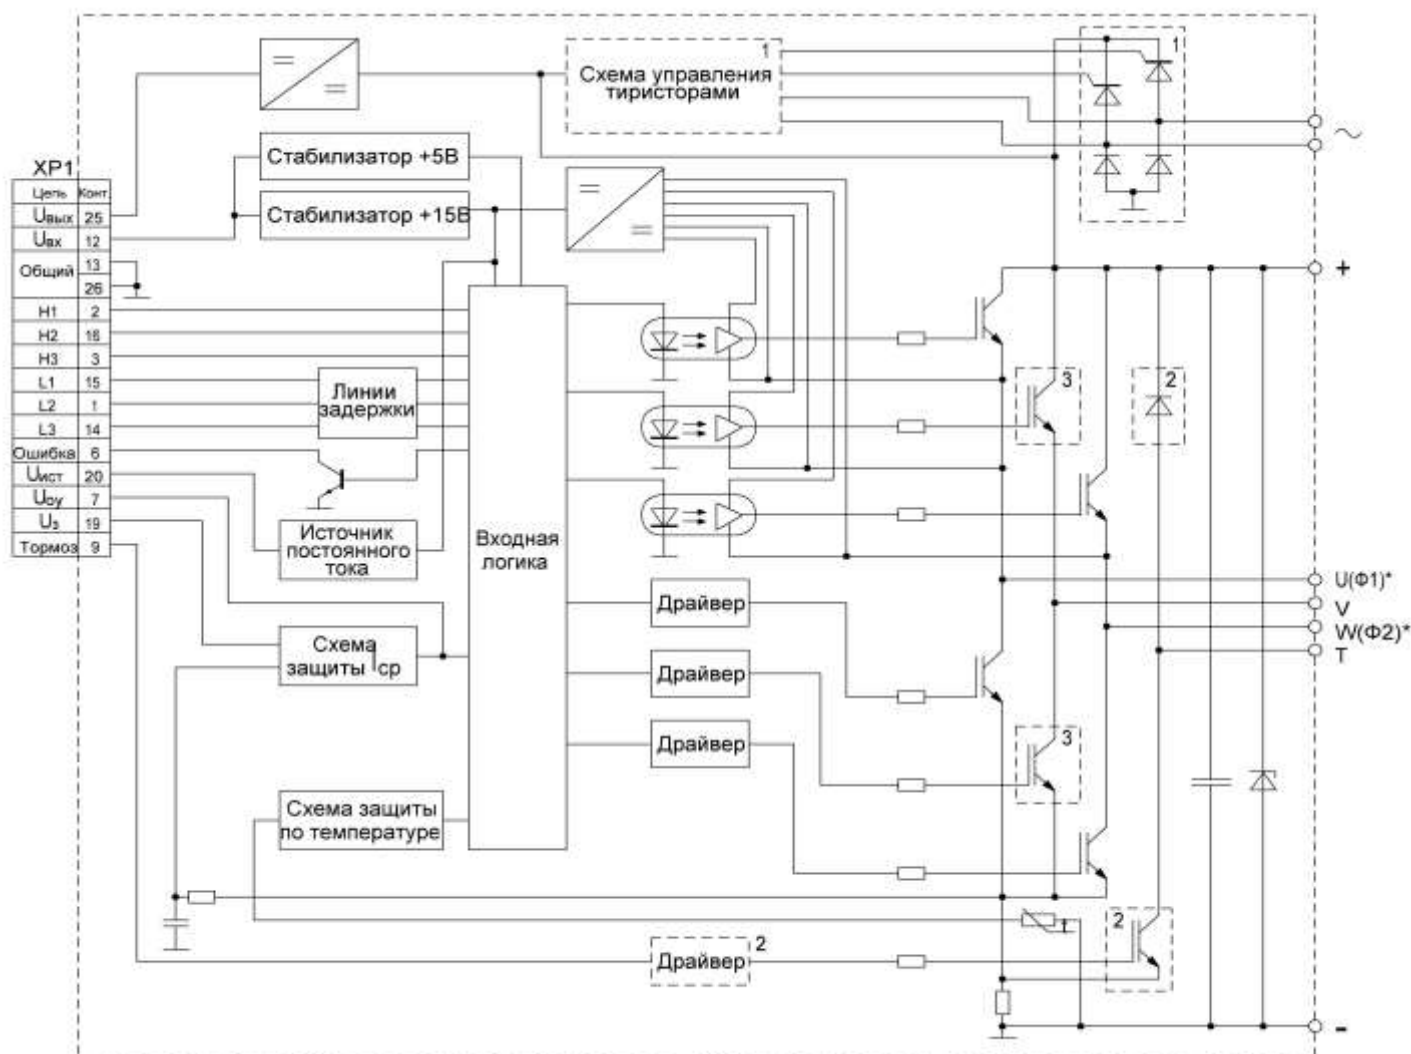 1
1
Схема управления
тиристорами
~
Стабилизатор +5В
XP1
Цепь Конт.
Стабилизатор +15В
Uвых 25
Uвх 12
Общий 13
26
+
H1 2
H2 16
H3 3
L1 15
L2 1
L3 14
Линии
задержки
3
2
Ошибка 6
Uист 20
Uоу 7
Uз 19
Тормоз 9
Источник
постоянного
тока
Входная
логика
U(Ф1)*
V
W(Ф2)*
T
Драйвер
Схема
защиты Iср
Драйвер
Драйвер
3
Схема защиты
по температуре
2
Драйвер 2
-